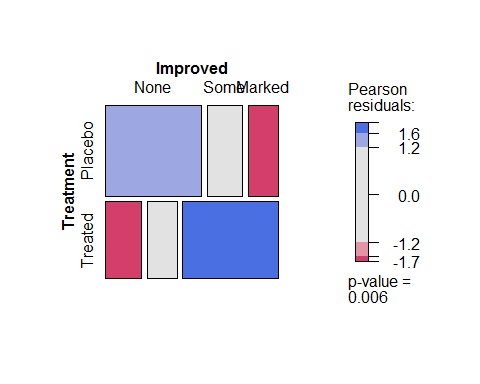 Improved
None Some Marked
Treatment
Placebo
Treated
Pearson
residuals:
1.6
1.2
0.0
-1.2
-1.7
p-value =
0.006